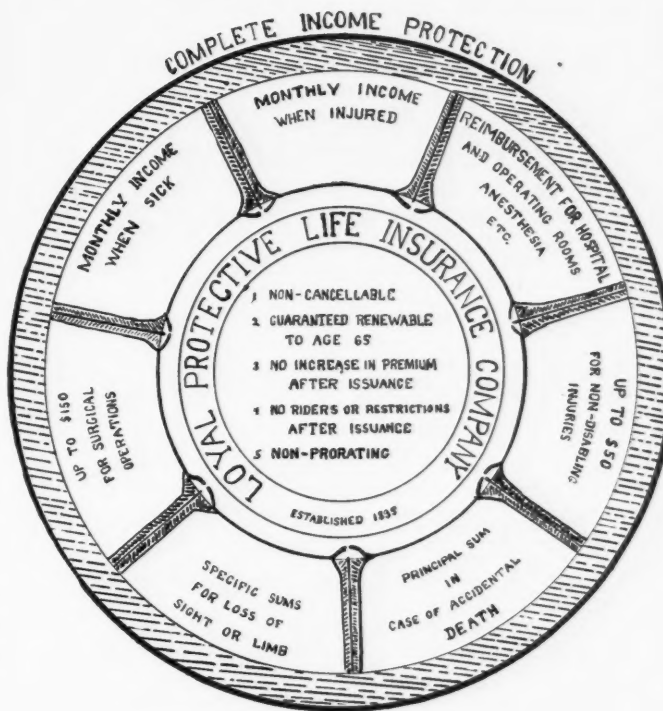 COMPLETE INCOME PROTECTION
MONTHLY INCOME
WHEN INJURED
REIMBURSEMENT FOR HOSPITAL
AND OPERATING ROOMS
ANESTHESIA
ETC.
UP TO $50
FOR NON-DISABLING
INJURIES
PRINCIPAL SUM
IN
CASE OF ACCIDENTAL
DEATH
SPECIFIC SUMS
FOR LOSS OF
SIGHT OR LIMB
UP TO $150
FOR SURGICAL
OPERATIONS
MONTHLY INCOME
WHEN SICK
LOYAL PROTECTIVE LIFE INSURANCE COMPANY
1 NON-CANCELLABLE
2 GUARANTEED RENEWABLE
TO AGE 65
3 NO INCREASE IN PREMIUM
AFTER ISSUANCE
4 NO RIDERS OR RESTRICTIONS
AFTER ISSUANCE
5 NON-PRORATING
ESTABLISHED